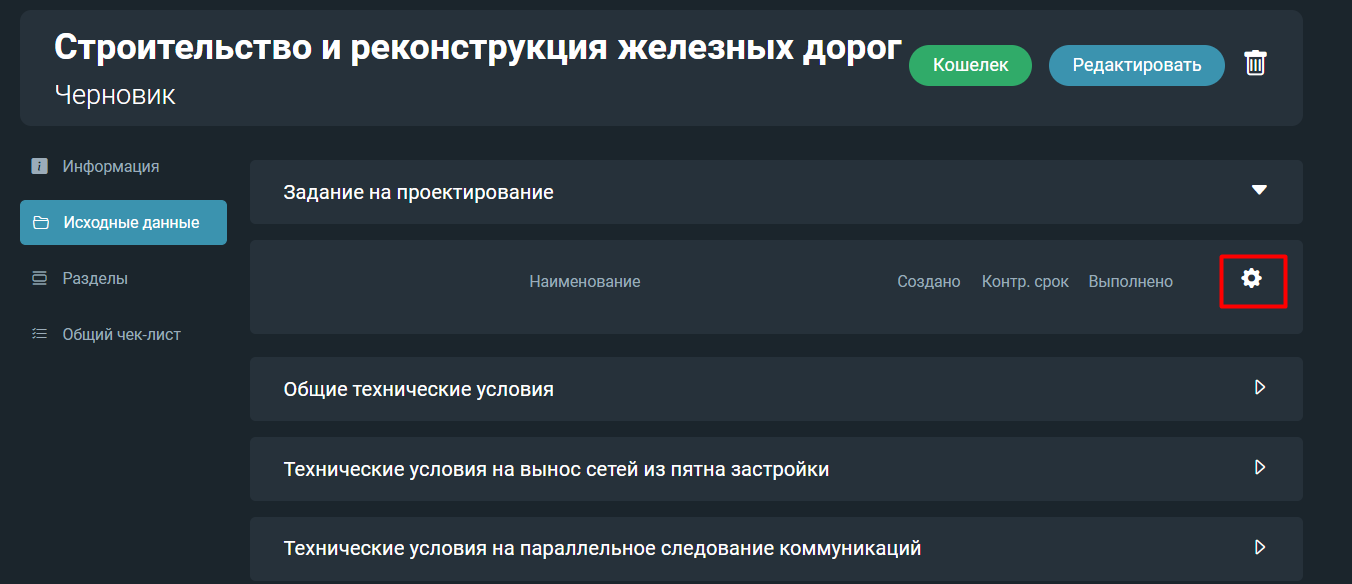 Строительство и реконструкция железных дорог
Черновик
Кошелек
Редактировать
Информация
Исходные данные
Разделы
Общий чек-лист
Задание на проектирование
Наименование Создано Контр. срок Выполнено
Общие технические условия
Технические условия на вынос сетей из пятна застройки
Технические условия на параллельное следование коммуникаций